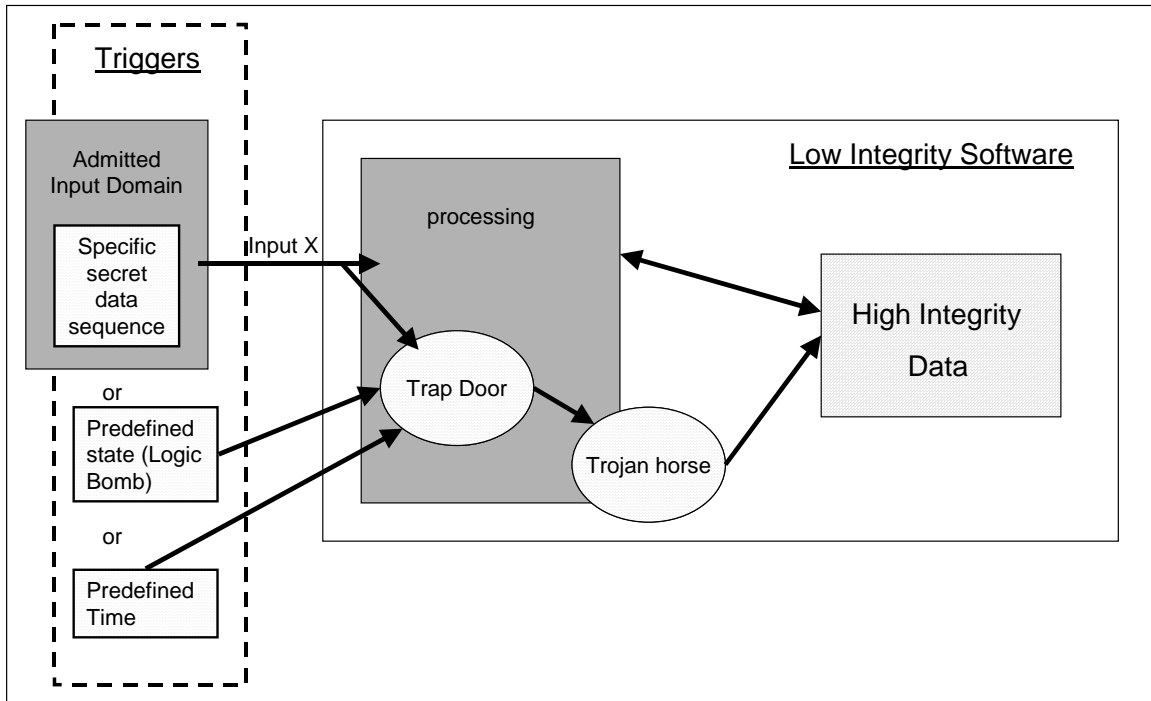 Triggers
Admitted
Input Domain
Specific
secret
data
sequence
or
Predefined
state (Logic
Bomb)
or
Predefined
Time
Input X
Low Integrity Software
processing
Trap Door
Trojan horse
High Integrity
Data